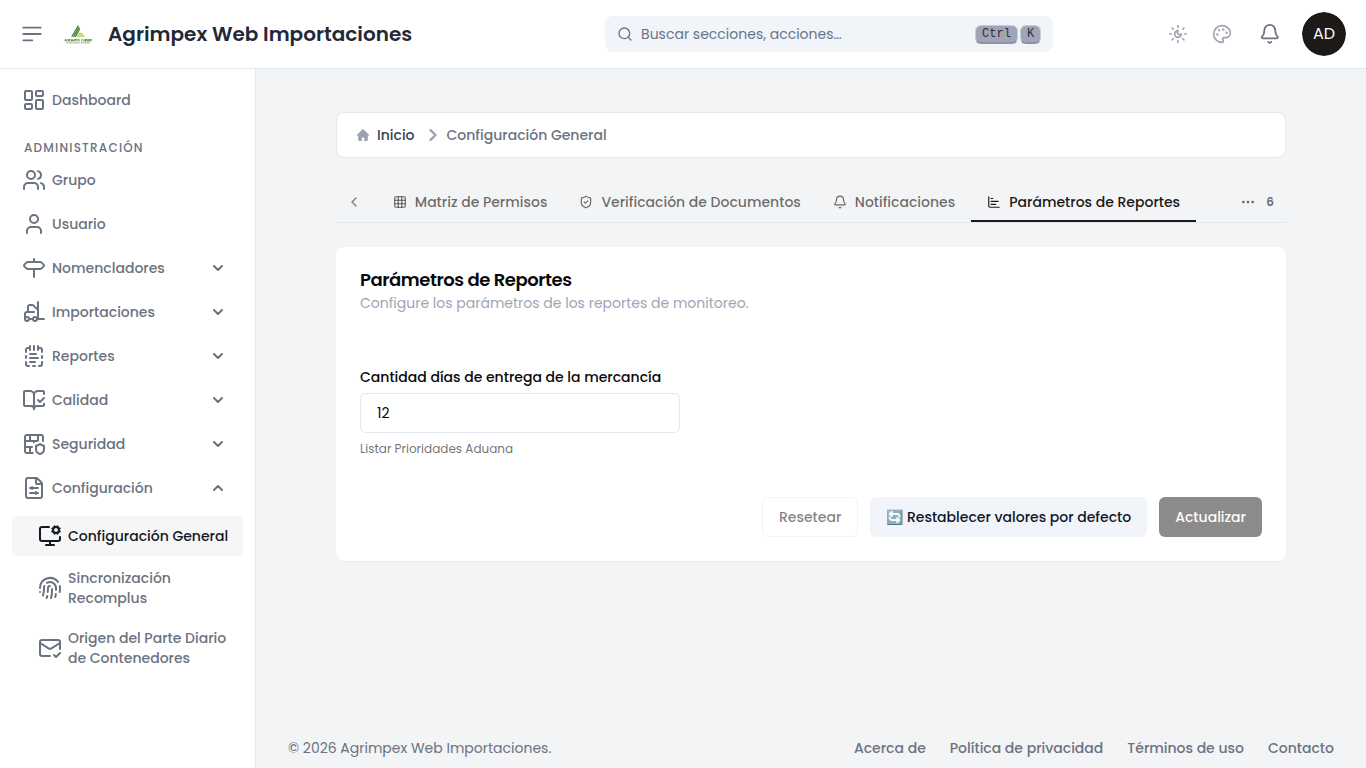 Agrimpex Web Importaciones
Buscar secciones, acciones...
Ctrl K
AD
Dashboard
ADMINISTRACIÓN
Grupo
Usuario
Nomencladores
Importaciones
Reportes
Calidad
Seguridad
Configuración
Configuración General
Sincronización
Recomplus
Origen del Parte Diario
de Contenedores
Inicio
Configuración General
Matriz de Permisos
Verificación de Documentos
Notificaciones
Parámetros de Reportes
··· 6
Parámetros de Reportes
Configure los parámetros de los reportes de monitoreo.
Cantidad días de entrega de la mercancía
12
Listar Prioridades Aduana
Resetear
Restablecer valores por defecto
Actualizar
© 2026 Agrimpex Web Importaciones.
Acerca de
Política de privacidad
Términos de uso
Contacto